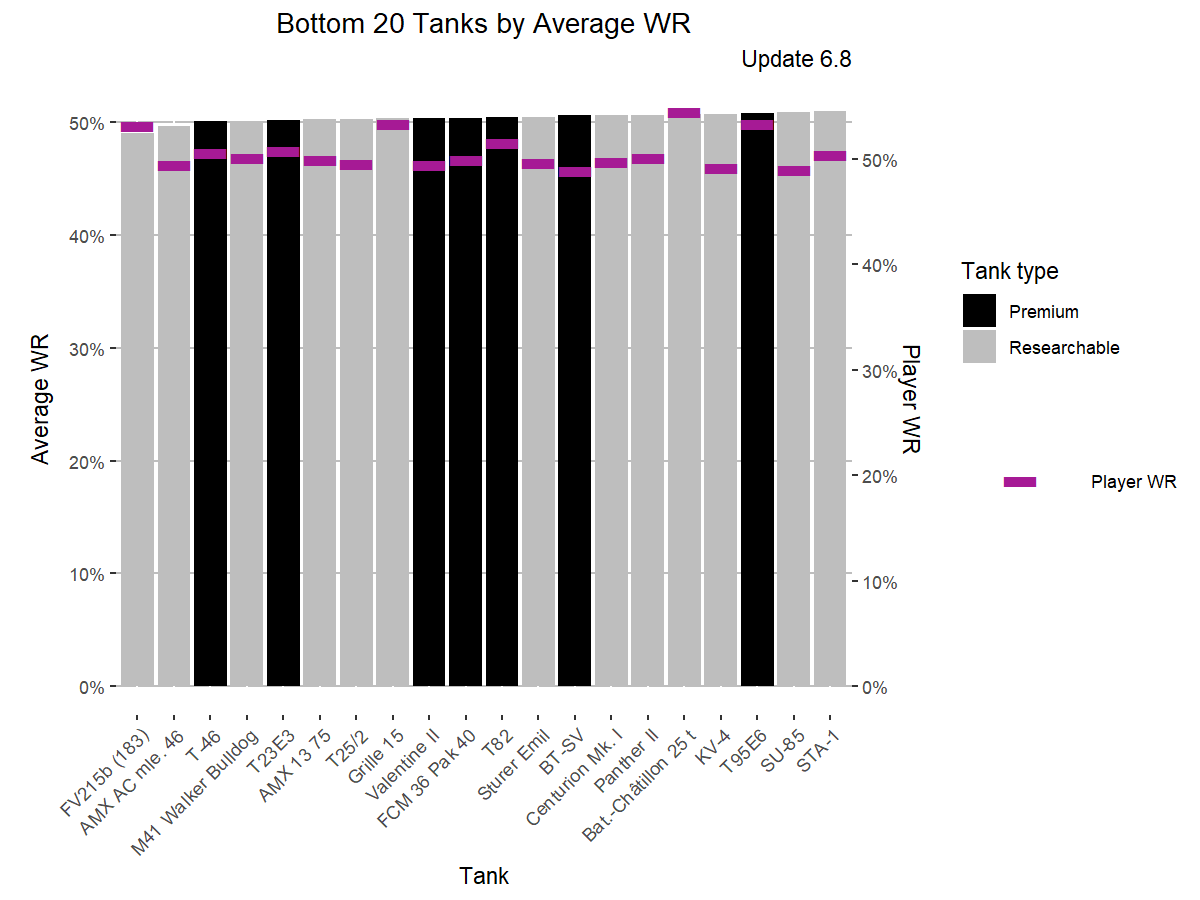 Bottom 20 Tanks by Average WR
Update 6.8
Average WR
50%
40%
30%
20%
10%
0%
50%
40%
30%
20%
10%
0%
Player WR
FV215b (183)
AMX AC mle. 46
T-46
M41 Walker Bulldog
T23E3
AMX 13 75
T25/2
Grille 15
Valentine II
FCM 36 Pak 40
T82
Sturer Emil
BT-SV
Centurion Mk. I
Panther II
Bat.-Châtillon 25 t
KV-4
T95E6
SU-85
STA-1
Tank
Tank type
Premium
Researchable
Player WR